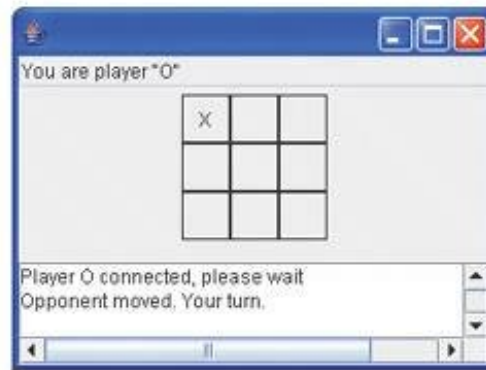 You are player "O"
X
Player O connected, please wait
Opponent moved. Your turn.